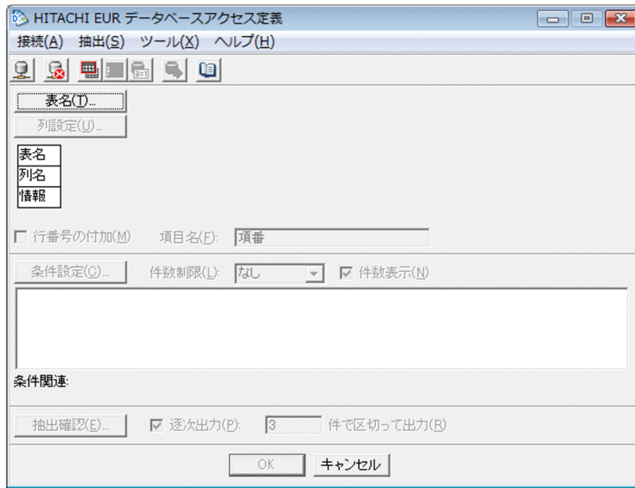 HITACHI EUR データベースアクセス定義
接続(A) 抽出(S) ツール(X) ヘルプ(H)
表名(T)...
列設定(U)...
表名
列名
情報
行番号の付加(M) 項目名(F): 項番
条件設定(C)... 件数制限(L): なし 件数表示(N)
条件関連:
抽出確認(E)... 逐次出力(P): 3 件で区切って出力(R)
OK キャンセル